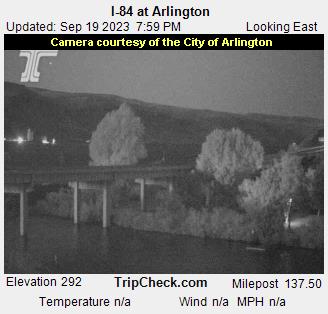 I-84 at Arlington
Updated: Sep 19 2023 7:59 PM Looking East
Camera courtesy of the City of Arlington
Elevation 292 TripCheck.com Milepost 137.50
Temperature n/a Wind n/a MPH n/a